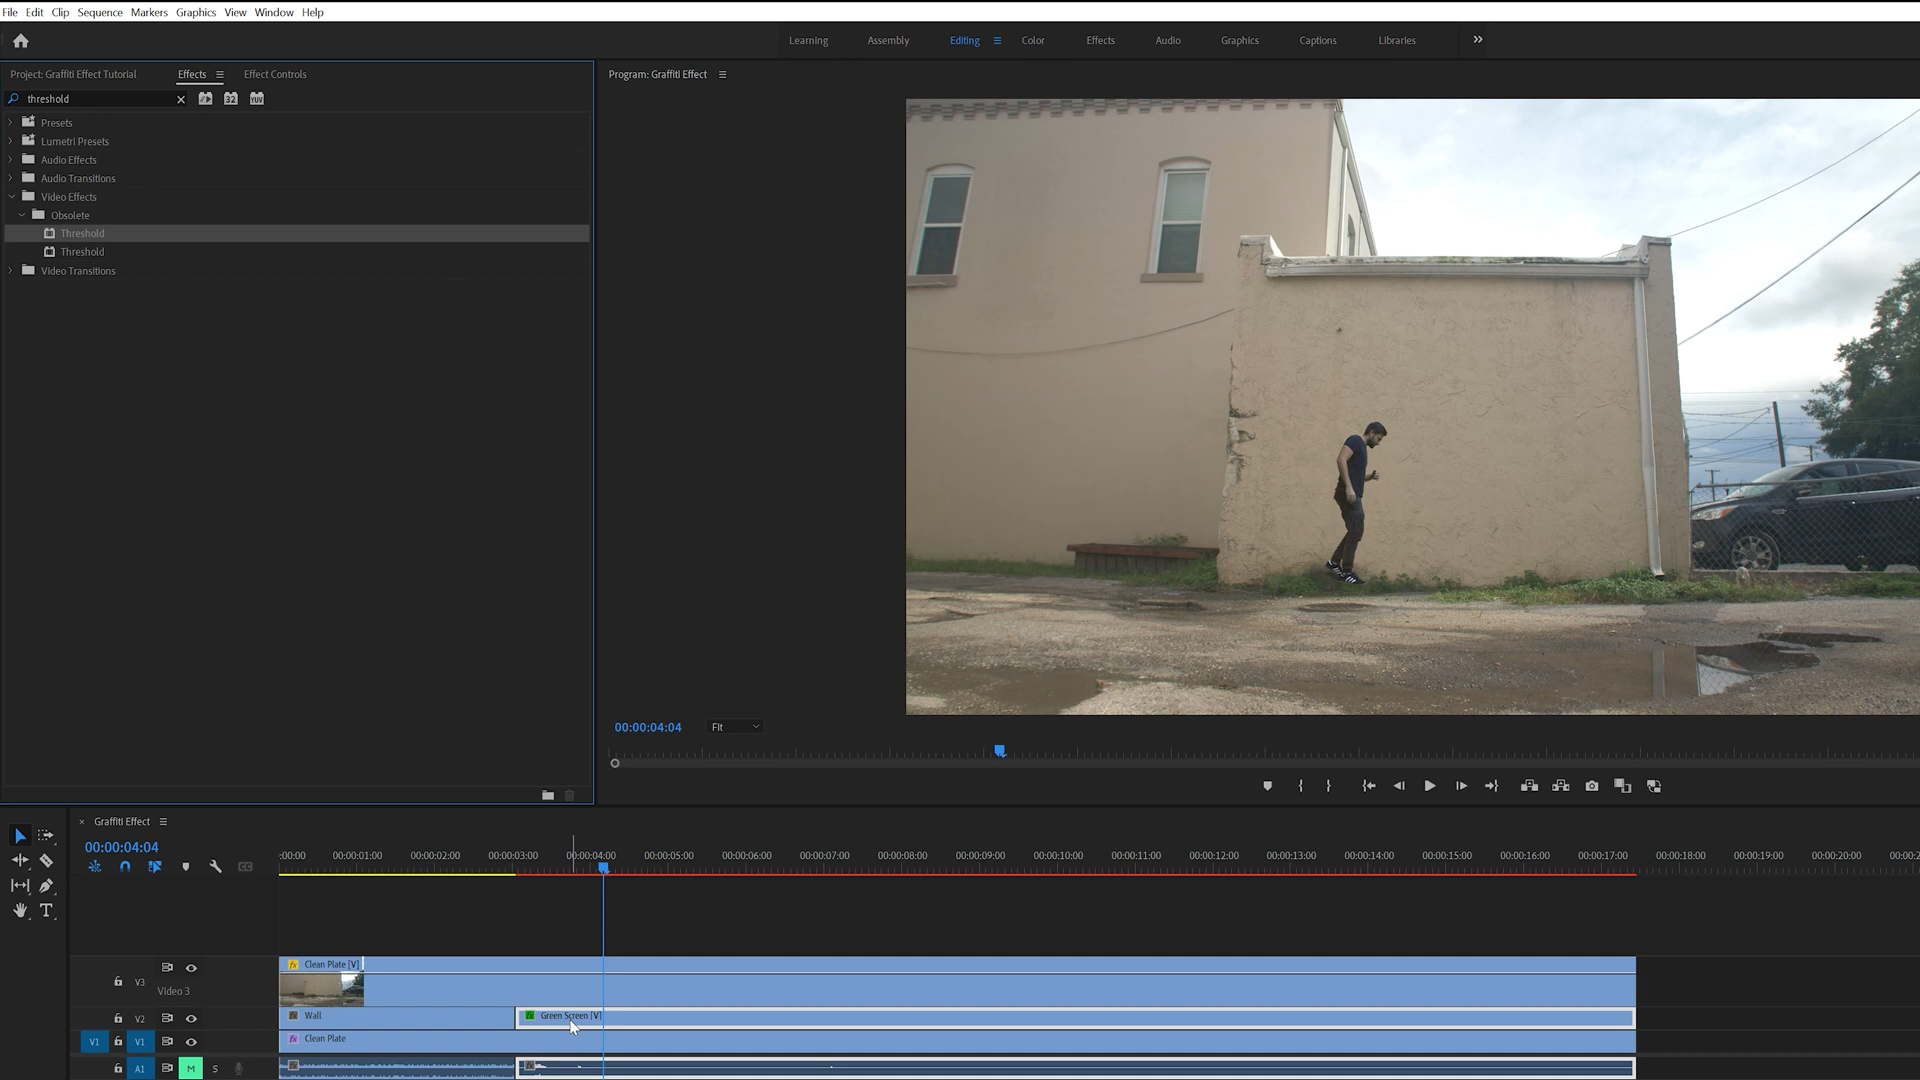 File Edit Clip Sequence Markers Graphics View Window Help
Learning Assembly Editing Color Effects Audio Graphics Captions Libraries
Project: Graffiti Effect Tutorial Effects Effect Controls
Program: Graffiti Effect
threshold
32
YUV
Presets
Lumetri Presets
Audio Effects
Audio Transitions
Video Effects
Obsolete
Threshold
Threshold
Video Transitions
00:00:04:04 Fit
Graffiti Effect
00:00:04:04
:00:00 00:00:01:00 00:00:02:00 00:00:03:00 00:00:04:00 00:00:05:00 00:00:06:00 00:00:07:00 00:00:08:00 00:00:09:00 00:00:10:00 00:00:11:00 00:00:12:00 00:00:13:00 00:00:14:00 00:00:15:00 00:00:16:00 00:00:17:00 00:00:18:00 00:00:19:00 00:00:20:00 00:00:2
CC
T
fx Clean Plate [V]
V3
Video 3
V2 Wall fx Green Screen [V]
V1 V1 fx Clean Plate
A1 M S